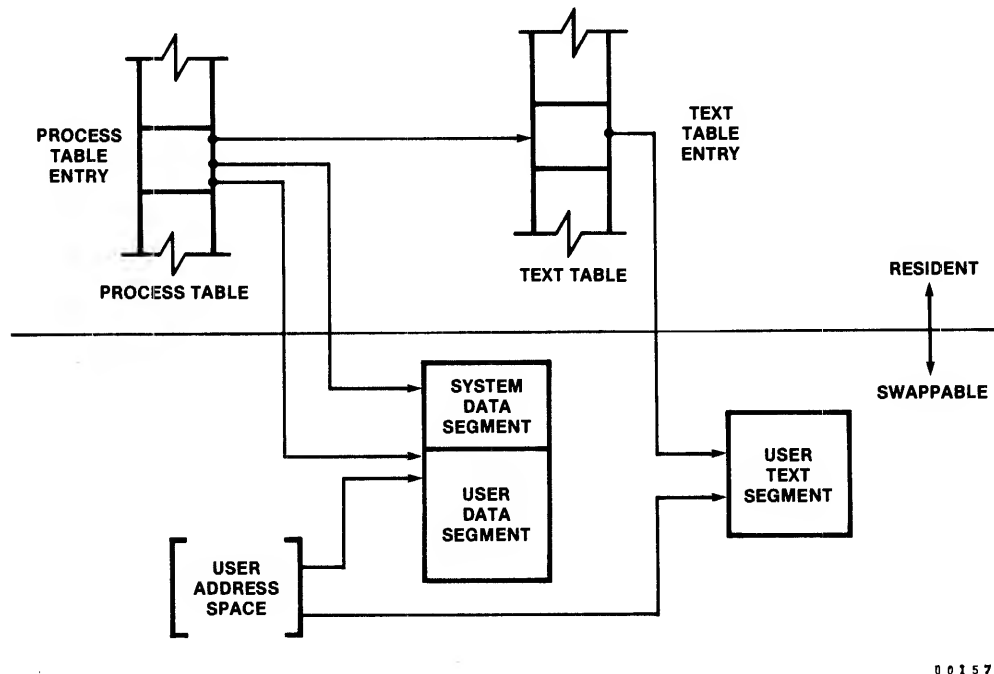 PROCESS
TABLE
ENTRY
TEXT
TABLE
ENTRY
PROCESS TABLE
TEXT TABLE
RESIDENT
SWAPPABLE
SYSTEM
DATA
SEGMENT
USER
DATA
SEGMENT
USER
TEXT
SEGMENT
USER
ADDRESS
SPACE
00157